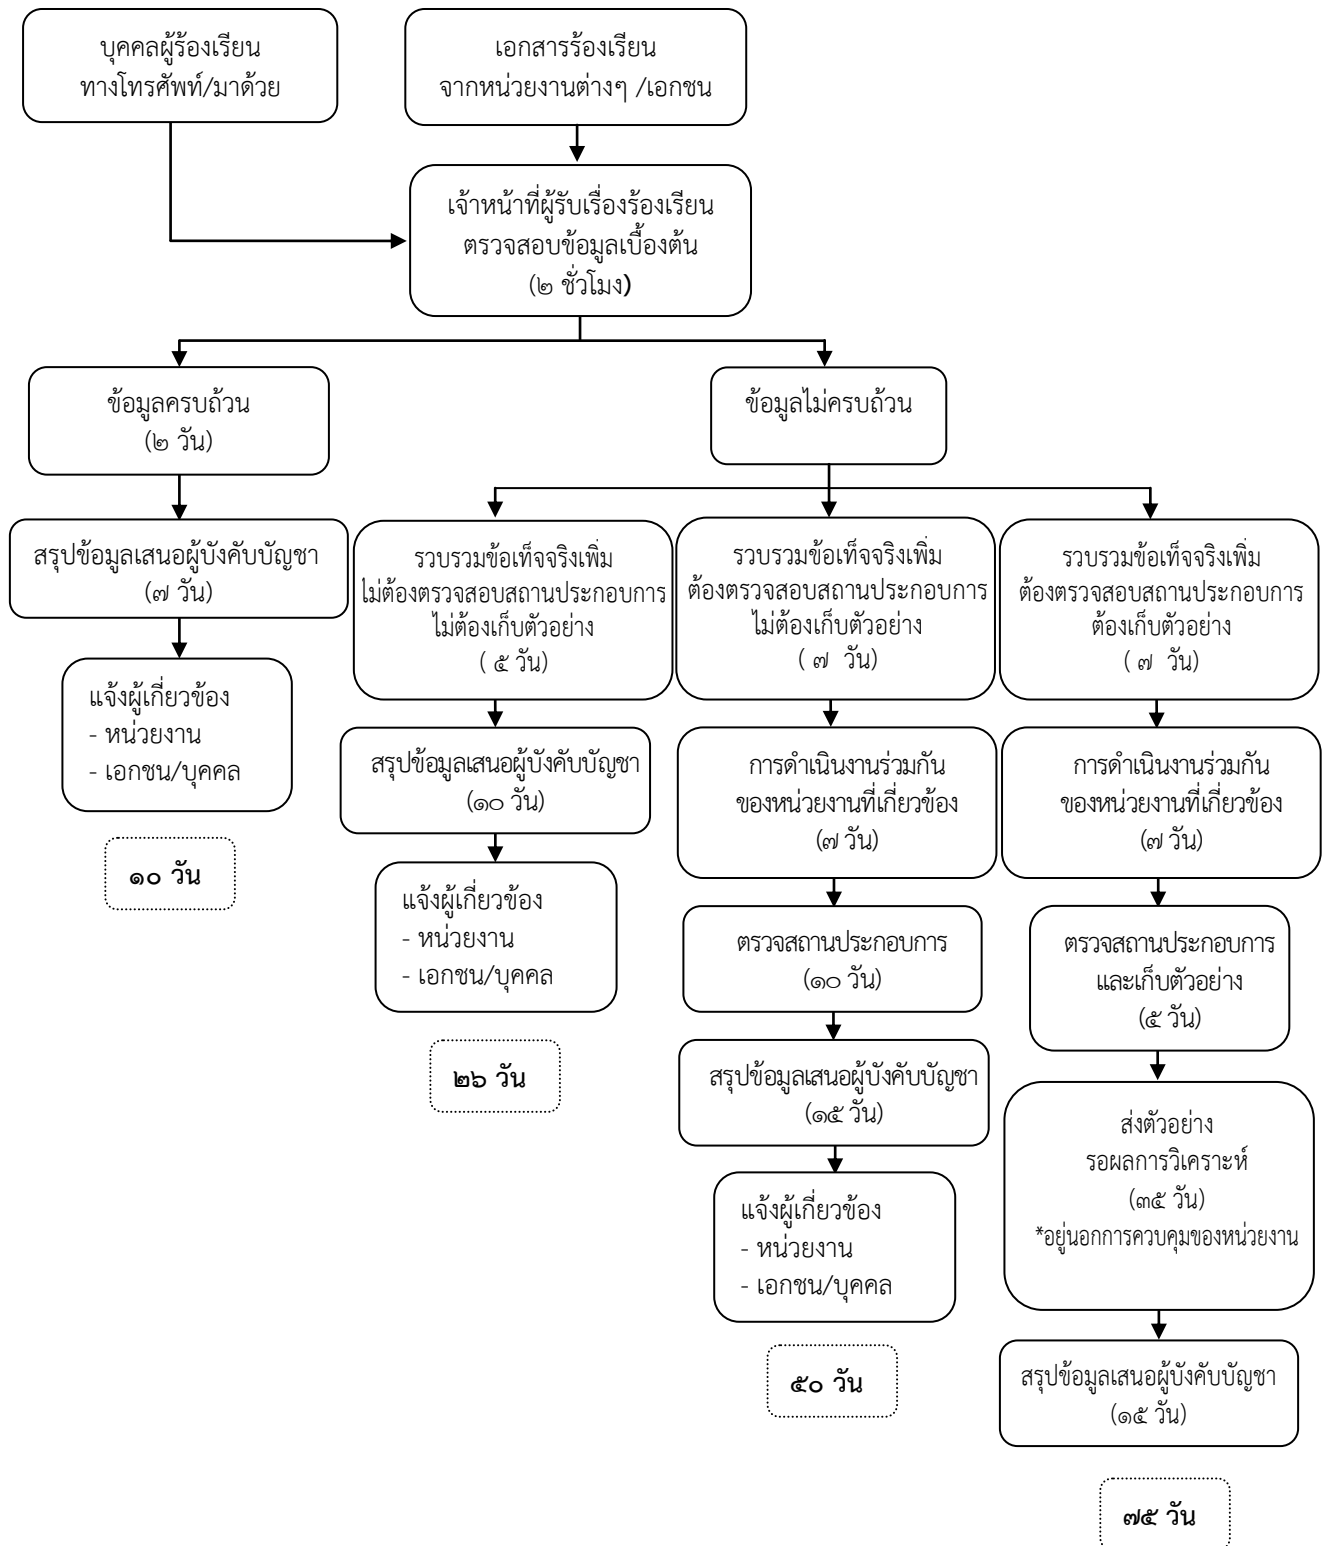 บุคคลผู้ร้องเรียน
ทางโทรศัพท์/มาด้วย
เอกสารร้องเรียน
จากหน่วยงานต่างๆ /เอกชน
เจ้าหน้าที่ผู้รับเรื่องร้องเรียน
ตรวจสอบข้อมูลเบื้องต้น
(๒ ชั่วโมง)
ข้อมูลครบถ้วน
(๒ วัน)
ข้อมูลไม่ครบถ้วน
สรุปข้อมูลเสนอผู้บังคับบัญชา
(๗ วัน)
แจ้งผู้เกี่ยวข้อง
- หน่วยงาน
- เอกชน/บุคคล
๑๐ วัน
รวบรวมข้อเท็จจริงเพิ่ม
ไม่ต้องตรวจสอบสถานประกอบการ
ไม่ต้องเก็บตัวอย่าง
( ๕ วัน)
สรุปข้อมูลเสนอผู้บังคับบัญชา
(๑๐ วัน)
แจ้งผู้เกี่ยวข้อง
- หน่วยงาน
- เอกชน/บุคคล
๒๖ วัน
รวบรวมข้อเท็จจริงเพิ่ม
ต้องตรวจสอบสถานประกอบการ
ไม่ต้องเก็บตัวอย่าง
( ๗ วัน)
การดำเนินงานร่วมกัน
ของหน่วยงานที่เกี่ยวข้อง
(๗ วัน)
ตรวจสถานประกอบการ
(๑๐ วัน)
สรุปข้อมูลเสนอผู้บังคับบัญชา
(๑๕ วัน)
แจ้งผู้เกี่ยวข้อง
- หน่วยงาน
- เอกชน/บุคคล
๕๐ วัน
รวบรวมข้อเท็จจริงเพิ่ม
ต้องตรวจสอบสถานประกอบการ
ต้องเก็บตัวอย่าง
( ๗ วัน)
การดำเนินงานร่วมกัน
ของหน่วยงานที่เกี่ยวข้อง
(๗ วัน)
ตรวจสถานประกอบการ
และเก็บตัวอย่าง
(๕ วัน)
ส่งตัวอย่าง
รอผลการวิเคราะห์
(๓๕ วัน)
*อยู่นอกการควบคุมของหน่วยงาน
สรุปข้อมูลเสนอผู้บังคับบัญชา
(๑๕ วัน)
๗๕ วัน